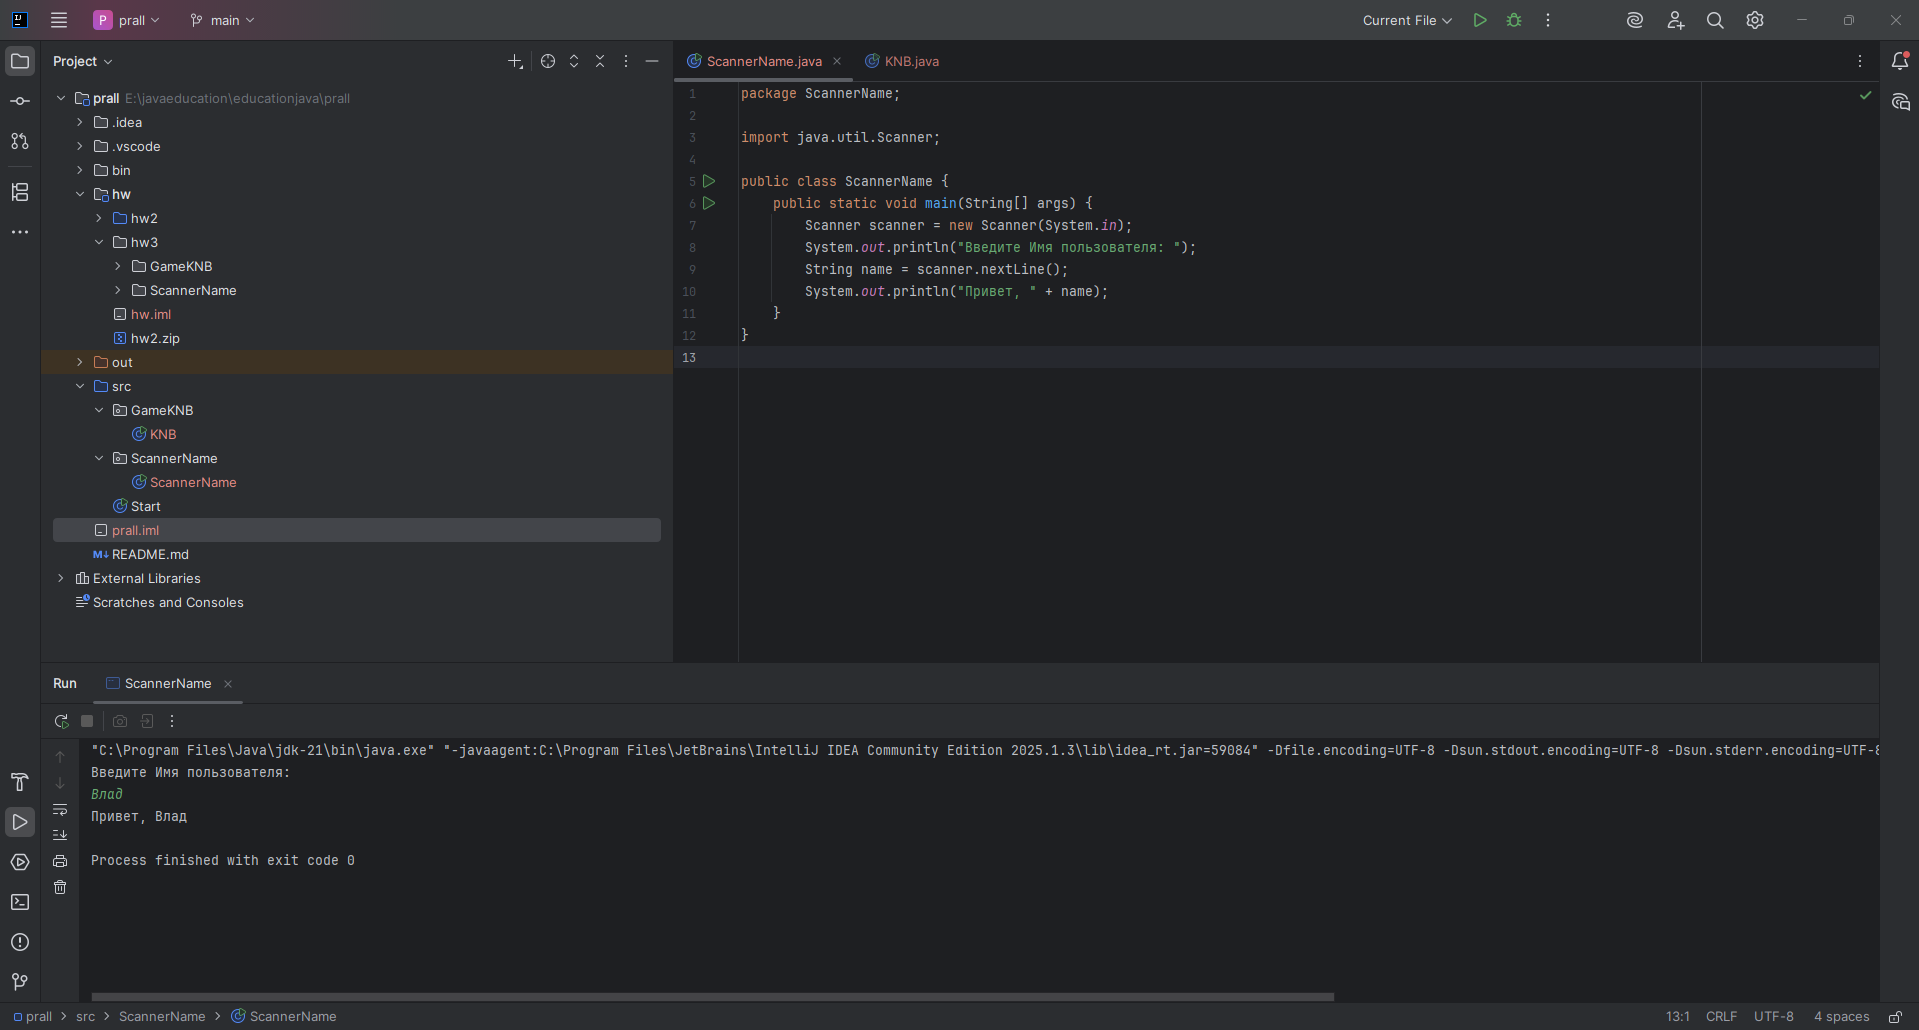 P prall main Current File
Project
ScannerName.java
KNB.java
prall E:\javaeducation\educationjava\prall
.idea
.vscode
bin
hw
hw2
hw3
GameKNB
ScannerName
hw.iml
hw2.zip
out
src
GameKNB
KNB
ScannerName
ScannerName
Start
prall.iml
M↓ README.md
External Libraries
Scratches and Consoles
1 package ScannerName;
2
3 import java.util.Scanner;
4
5 public class ScannerName {
6 public static void main(String[] args) {
7 Scanner scanner = new Scanner(System.in);
8 System.out.println("Введите Имя пользователя: ");
9 String name = scanner.nextLine();
10 System.out.println("Привет, " + name);
11 }
12 }
13
Run ScannerName
"C:\Program Files\Java\jdk-21\bin\java.exe" "-javaagent:C:\Program Files\JetBrains\IntelliJ IDEA Community Edition 2025.1.3\lib\idea_rt.jar=59084" -Dfile.encoding=UTF-8 -Dsun.stdout.encoding=UTF-8 -Dsun.stderr.encoding=UTF-8
Введите Имя пользователя:
Влад
Привет, Влад
Process finished with exit code 0
prall > src > ScannerName > ScannerName 13:1 CRLF UTF-8 4 spaces